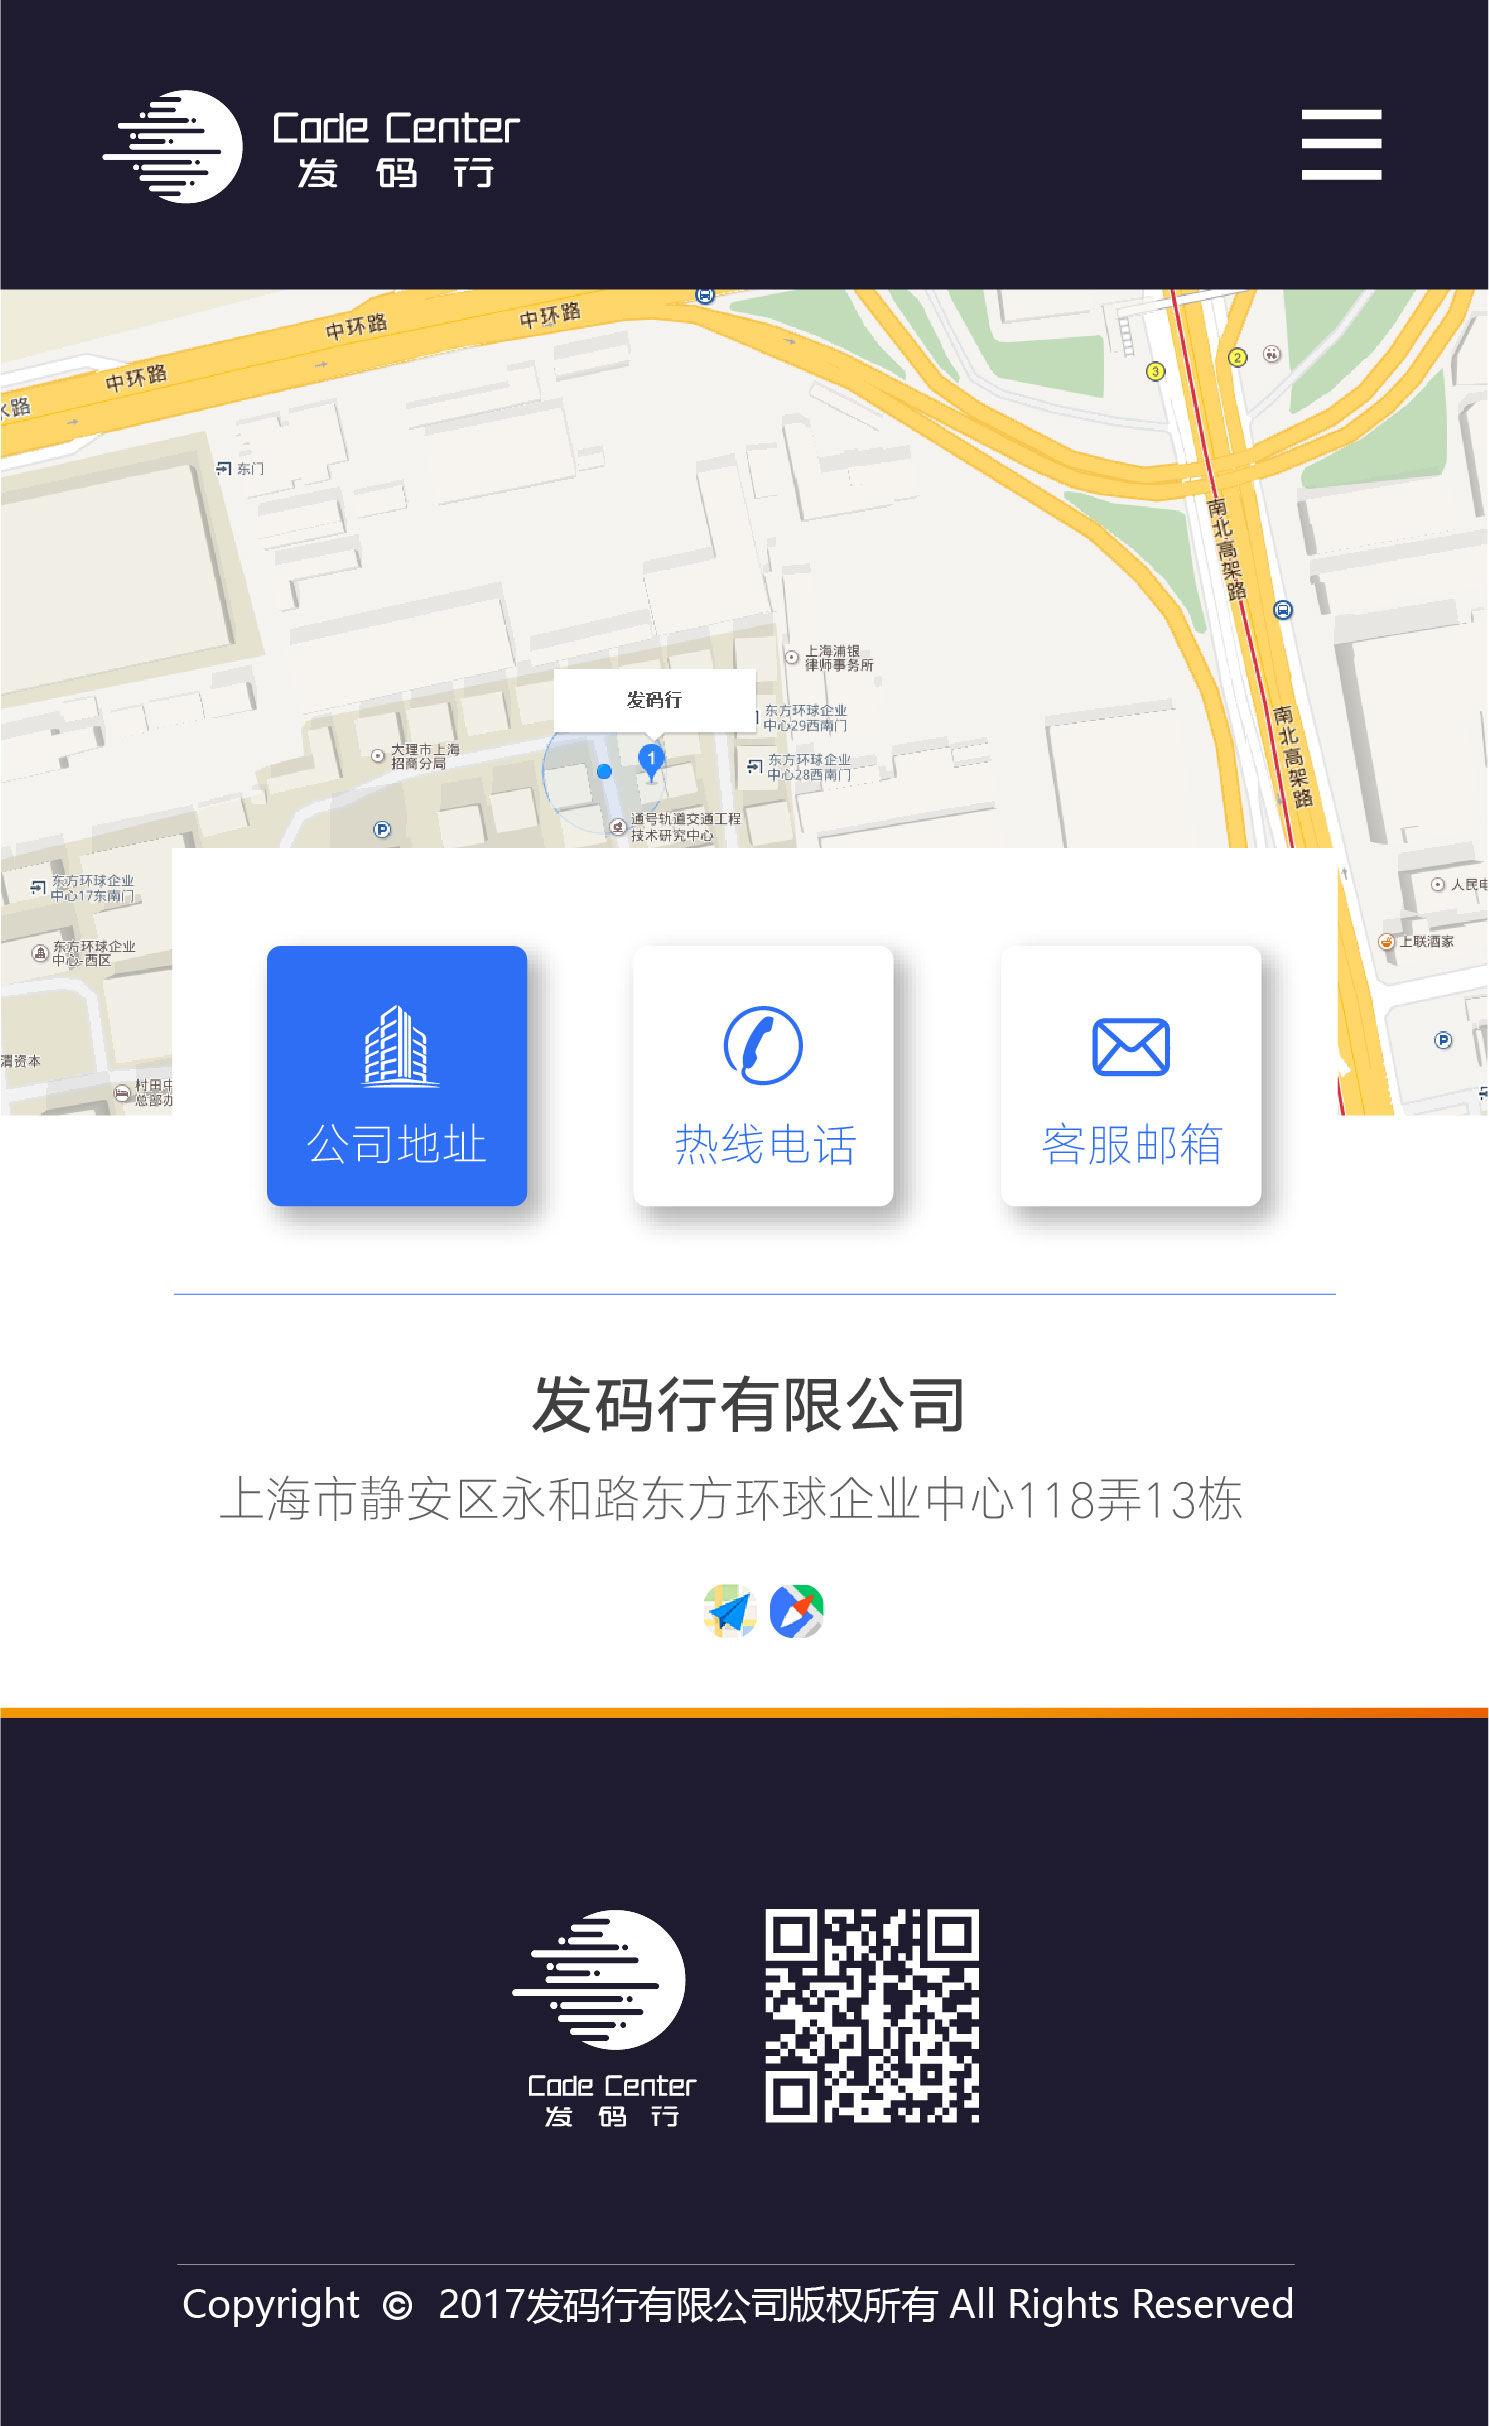 Code Center
发码行
中环路
中环路
中环路
水路
3
2
东门
南北高架路
上海浦银
律师事务所
发码行
东方环球企业
中心29西南门
南北高架路
大理市上海
招商分局
1
东方环球企业
中心28西南门
通号轨道交通工程
技术研究中心
P
东方环球企业
中心17东南门
人民电
东方环球企业
中心-西区
上联酒家
P
渭资本
村田中
总部办
公司地址
热线电话
客服邮箱
发码行有限公司
上海市静安区永和路东方环球企业中心118弄13栋
Code Center
发码行
Copyright © 2017发码行有限公司版权所有 All Rights Reserved